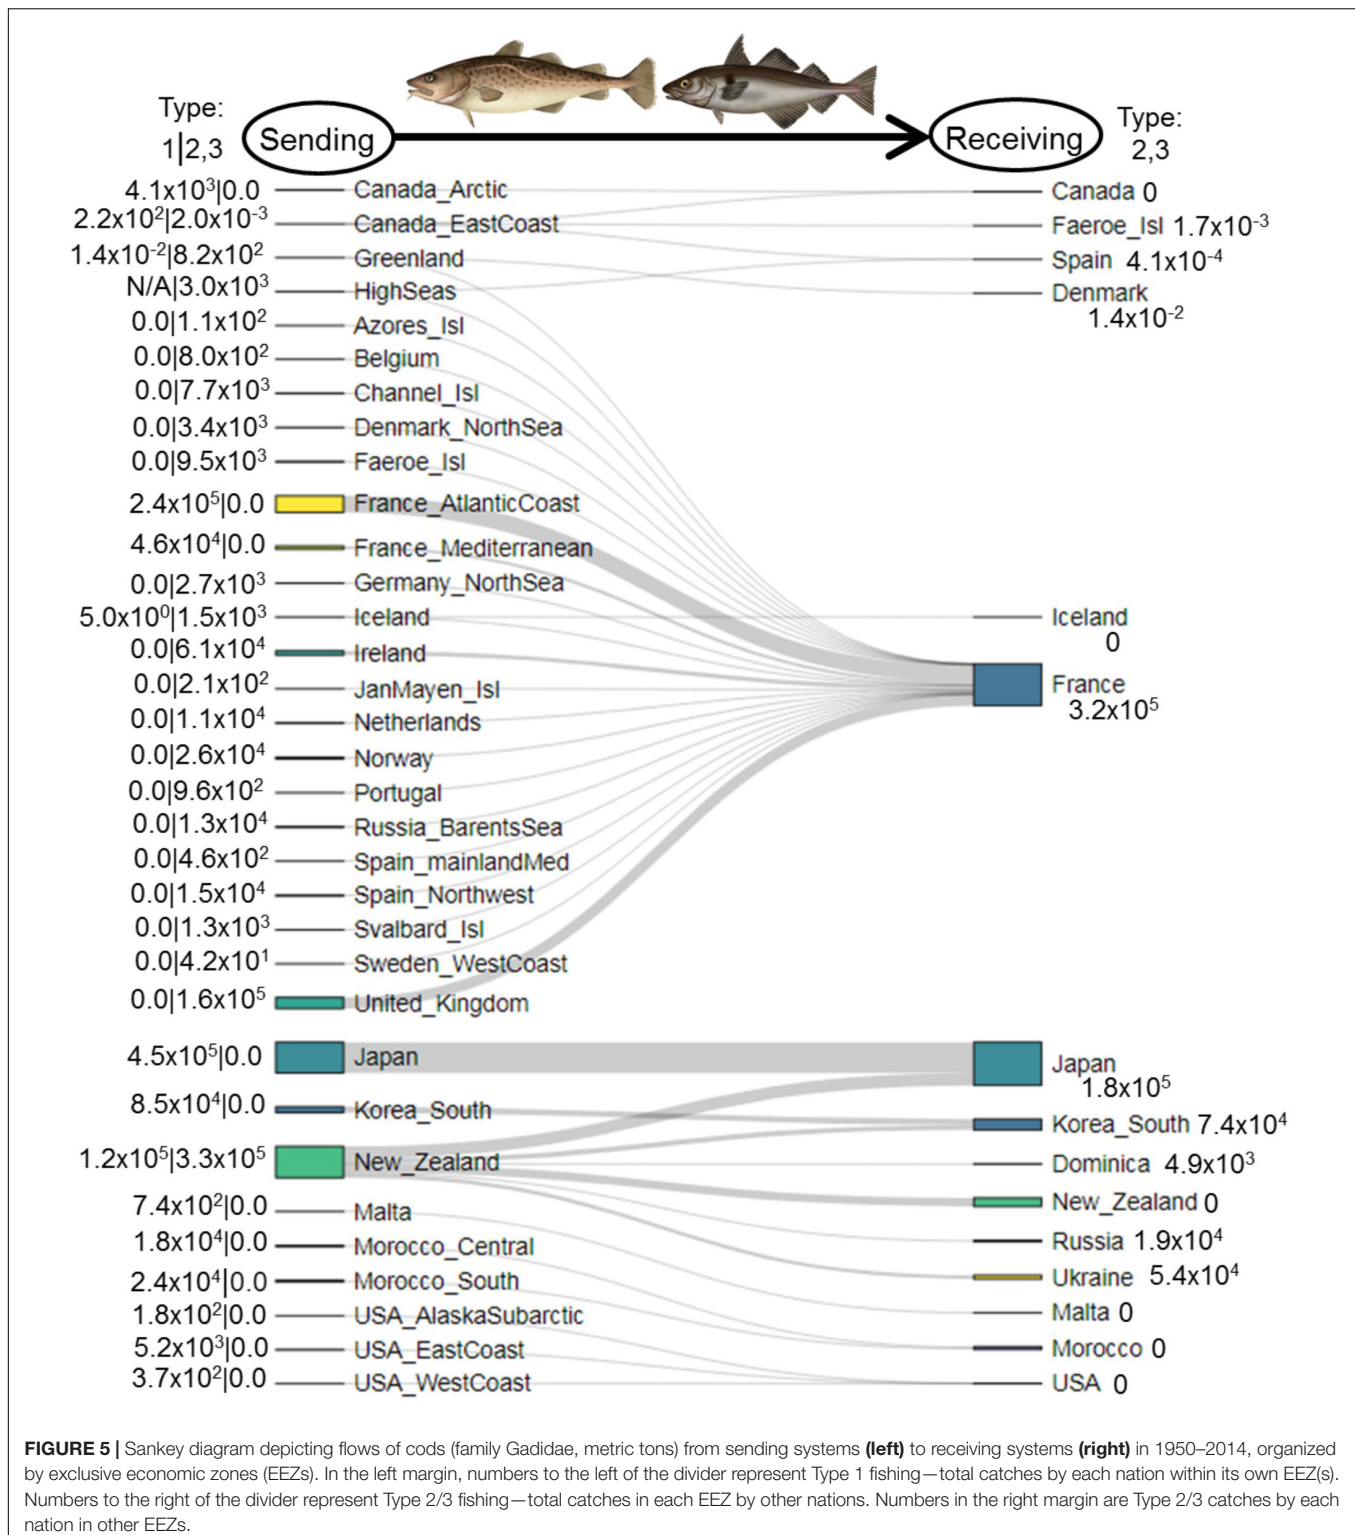 Type:
1|2,3
Sending
Receiving
Type:
2,3
4.1x10³|0.0 Canada_Arctic Canada 0
2.2x10²|2.0x10⁻³ Canada_EastCoast Faeroe_Isl 1.7x10⁻³
1.4x10⁻²|8.2x10² Greenland Spain 4.1x10⁻⁴
N/A|3.0x10³ HighSeas Denmark
1.4x10⁻²
0.0|1.1x10² Azores_Isl
0.0|8.0x10² Belgium
0.0|7.7x10³ Channel_Isl
0.0|3.4x10³ Denmark_NorthSea
0.0|9.5x10³ Faeroe_Isl
2.4x10⁵|0.0 France_AtlanticCoast
4.6x10⁴|0.0 France_Mediterranean
0.0|2.7x10³ Germany_NorthSea
5.0x10⁰|1.5x10³ Iceland Iceland
0
0.0|6.1x10⁴ Ireland
0.0|2.1x10² JanMayen_Isl France
3.2x10⁵
0.0|1.1x10⁴ Netherlands
0.0|2.6x10⁴ Norway
0.0|9.6x10² Portugal
0.0|1.3x10⁴ Russia_BarentsSea
0.0|4.6x10² Spain_mainlandMed
0.0|1.5x10⁴ Spain_Northwest
0.0|1.3x10³ Svalbard_Isl
0.0|4.2x10¹ Sweden_WestCoast
0.0|1.6x10⁵ United_Kingdom
4.5x10⁵|0.0 Japan Japan
1.8x10⁵
8.5x10⁴|0.0 Korea_South Korea_South 7.4x10⁴
1.2x10⁵|3.3x10⁵ New_Zealand Dominica 4.9x10³
New_Zealand 0
7.4x10²|0.0 Malta
Russia 1.9x10⁴
1.8x10⁴|0.0 Morocco_Central
2.4x10⁴|0.0 Morocco_South Ukraine 5.4x10⁴
1.8x10²|0.0 USA_AlaskaSubarctic Malta 0
5.2x10³|0.0 USA_EastCoast Morocco 0
3.7x10²|0.0 USA_WestCoast USA 0
FIGURE 5 | Sankey diagram depicting flows of cods (family Gadidae, metric tons) from sending systems (left) to receiving systems (right) in 1950–2014, organized
by exclusive economic zones (EEZs). In the left margin, numbers to the left of the divider represent Type 1 fishing—total catches by each nation within its own EEZ(s).
Numbers to the right of the divider represent Type 2/3 fishing—total catches in each EEZ by other nations. Numbers in the right margin are Type 2/3 catches by each
nation in other EEZs.